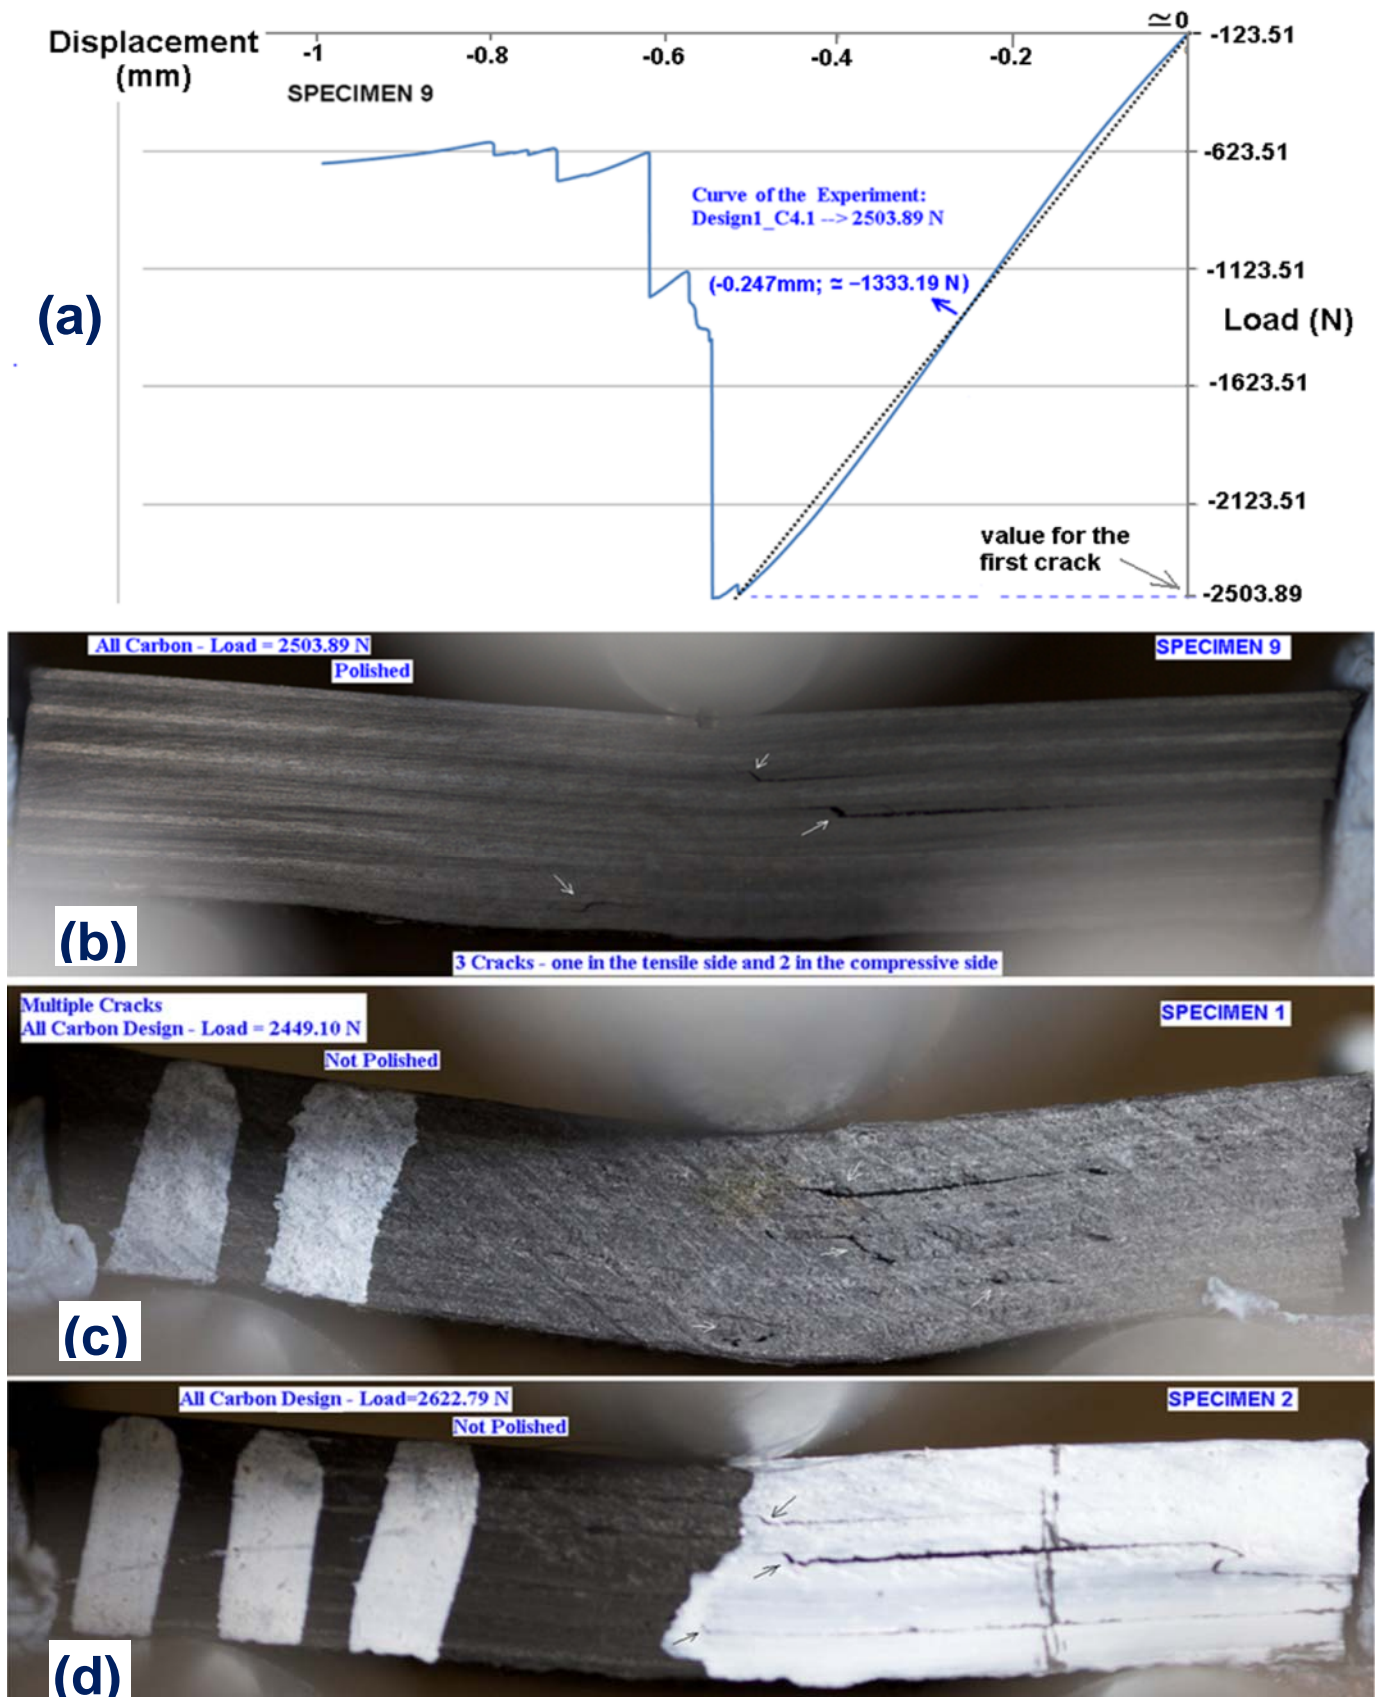 ≃0
Displacement
(mm)
-1
-0.8
-0.6
-0.4
-0.2
-123.51
SPECIMEN 9
-623.51
Curve of the Experiment:
Design1_C4.1 --> 2503.89 N
-1123.51
(-0.247mm; ≃ −1333.19 N)
(a)
Load (N)
-1623.51
-2123.51
value for the
first crack
-2503.89
All Carbon - Load = 2503.89 N
SPECIMEN 9
Polished
(b)
3 Cracks - one in the tensile side and 2 in the compressive side
Multiple Cracks
All Carbon Design - Load = 2449.10 N
SPECIMEN 1
Not Polished
(c)
All Carbon Design - Load=2622.79 N
SPECIMEN 2
Not Polished
(d)